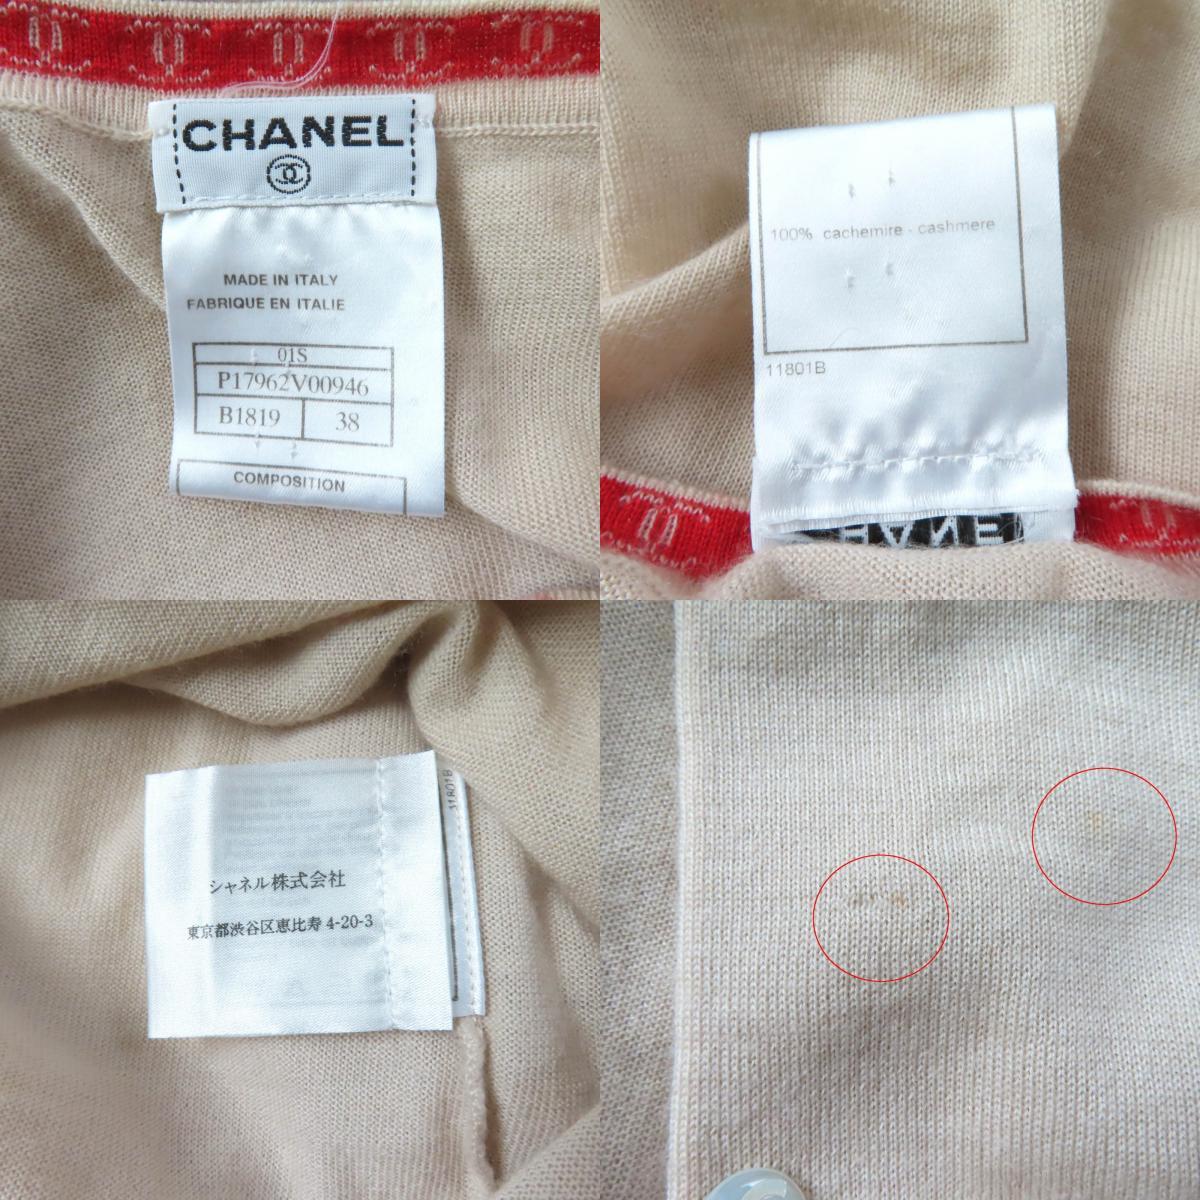 CHANEL
MADE IN ITALY
FABRIQUE EN ITALIE
01S
P17962V00946
B1819 38
COMPOSITION
100% cachemire - cashmere
11801B
CHANEL
11801B
シャネル株式会社
東京都渋谷区恵比寿 4-20-3